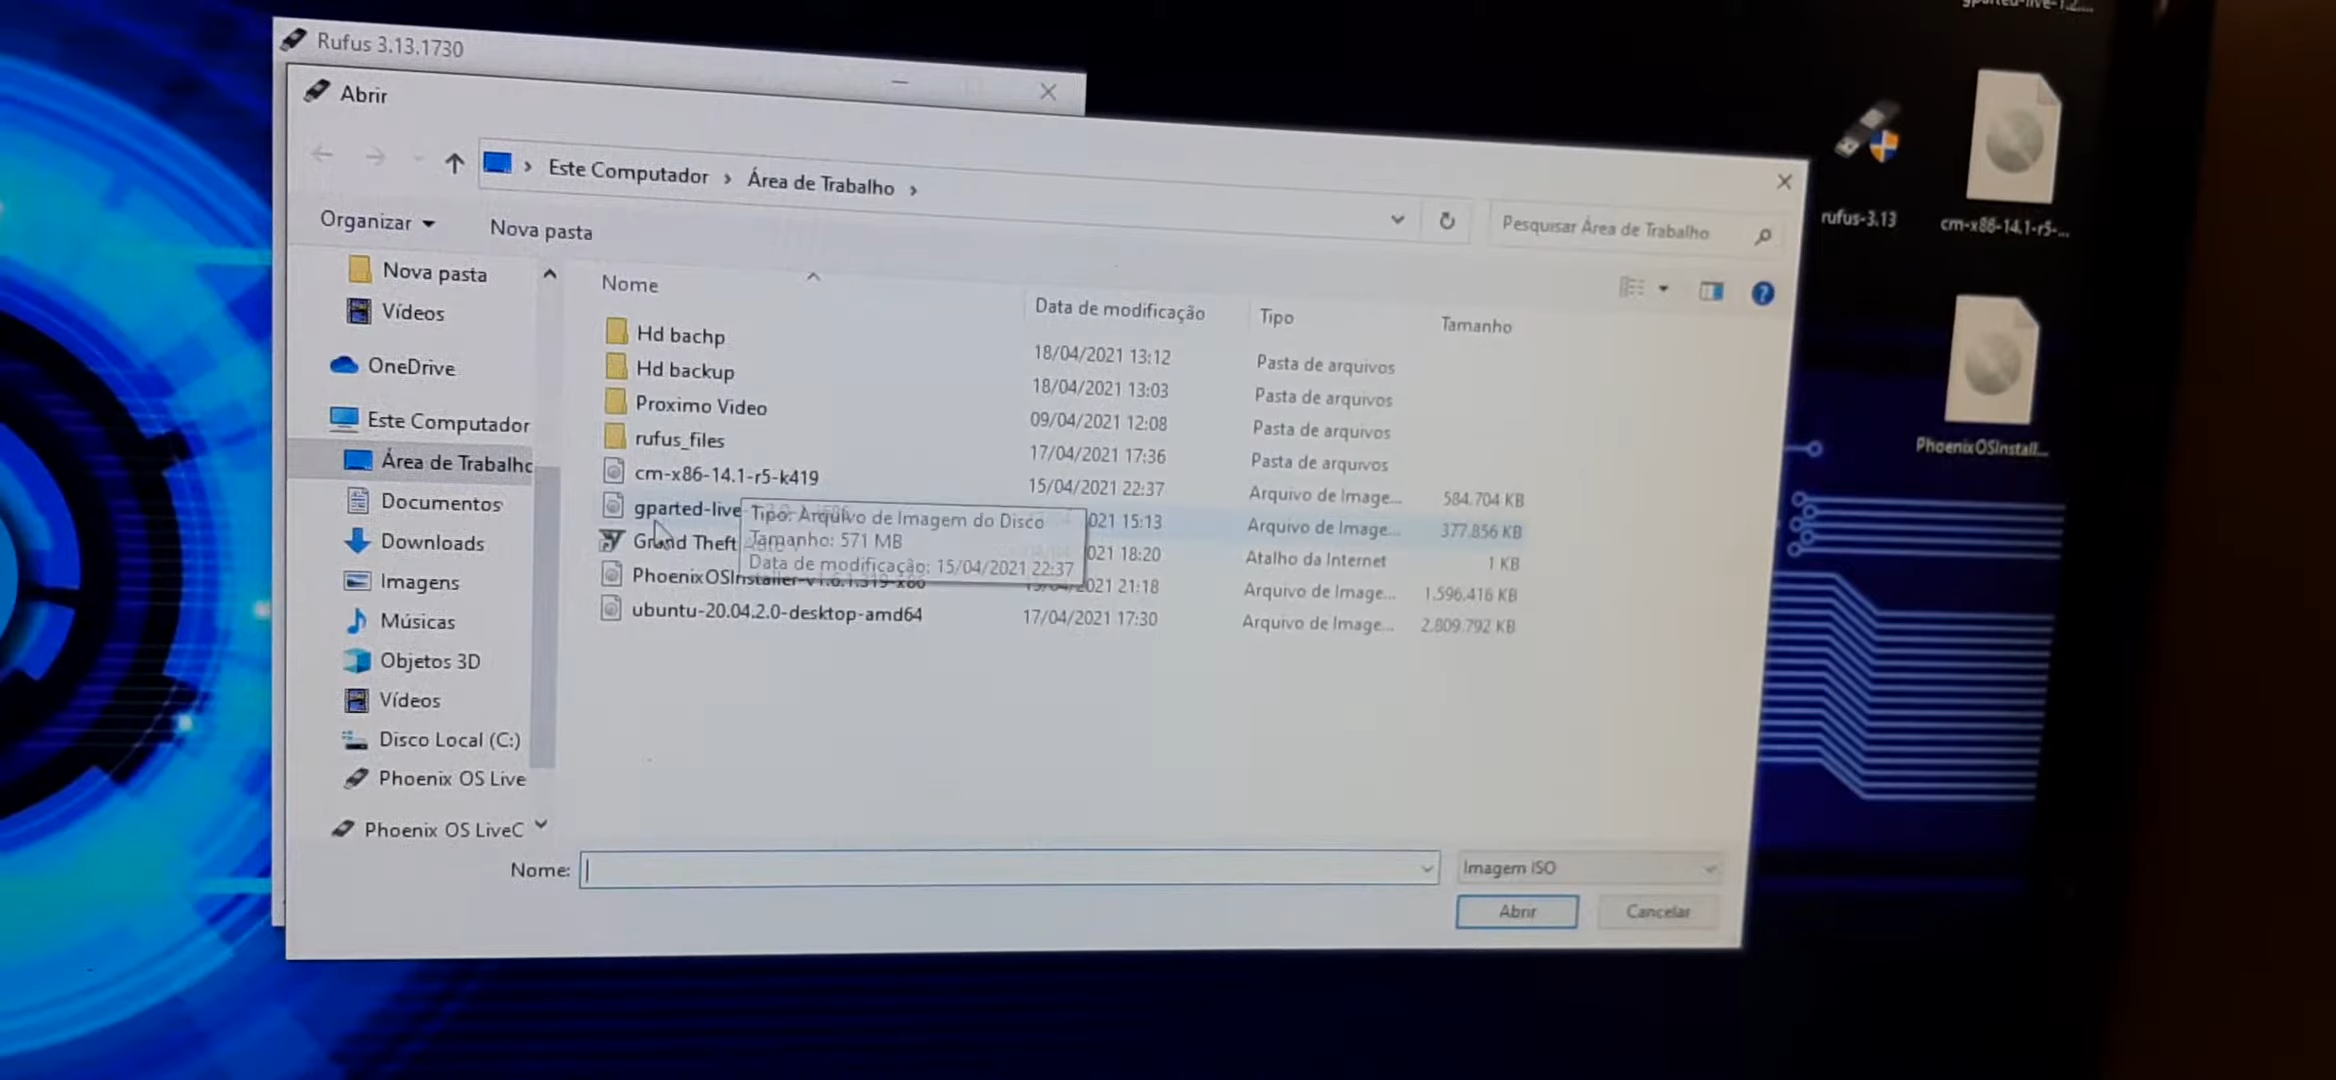 Rufus 3.13.1730
Abrir
Este Computador › Área de Trabalho ›
Pesquisar Área de Trabalho
Organizar
Nova pasta
Nova pasta
Vídeos
OneDrive
Este Computador
Área de Trabalho
Documentos
Downloads
Imagens
Músicas
Objetos 3D
Vídeos
Disco Local (C:)
Phoenix OS Live
Phoenix OS LiveC
Nome Data de modificação Tipo Tamanho
Hd bachp 18/04/2021 13:12 Pasta de arquivos
Hd backup 18/04/2021 13:03 Pasta de arquivos
Proximo Video 09/04/2021 12:08 Pasta de arquivos
rufus_files 17/04/2021 17:36 Pasta de arquivos
cm-x86-14.1-r5-k419 15/04/2021 22:37 Arquivo de Image... 584.704 KB
gparted-live 021 15:13 Arquivo de Image... 377.856 KB
Grand Theft 021 18:20 Atalho da Internet 1 KB
PhoenixOSInstaller-v1.6.1.319-x86 021 21:18 Arquivo de Image... 1.596.416 KB
ubuntu-20.04.2.0-desktop-amd64 17/04/2021 17:30 Arquivo de Image... 2.809.792 KB
Tipo: Arquivo de Imagem do Disco
Tamanho: 571 MB
Data de modificação: 15/04/2021 22:37
Nome:
Imagem ISO
Abrir
Cancelar
rufus-3.13
cm-x86-14.1-r5-...
PhoenixOSInstall...